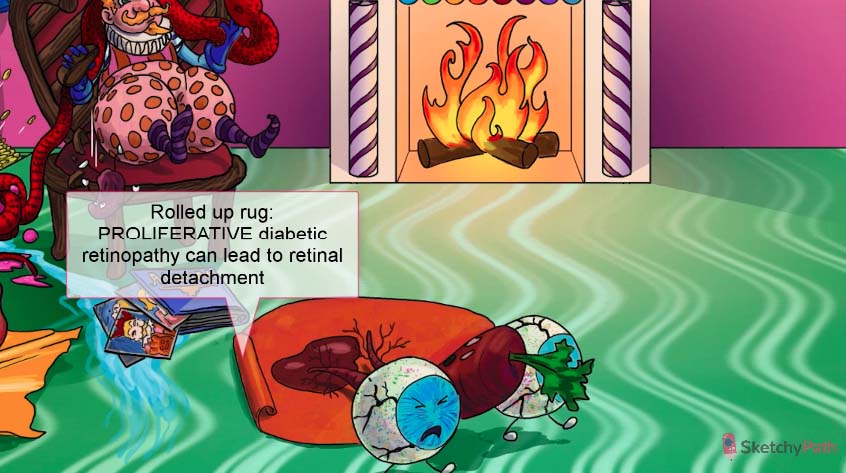 Rolled up rug:
PROLIFERATIVE diabetic
retinopathy can lead to retinal
detachment
SketchyPath